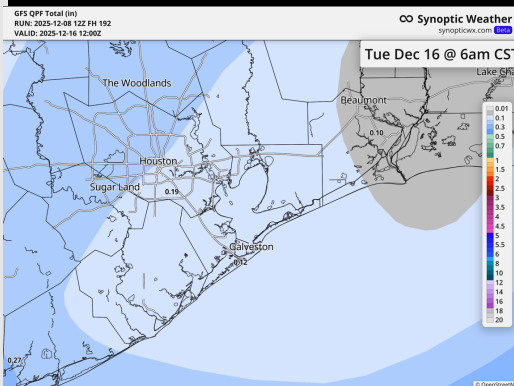 GFS QPF Total (in)
RUN: 2025-12-08 12Z FH 192
VALID: 2025-12-16 12:00Z
Synoptic Weather
synopticwx.com Beta
Tue Dec 16 @ 6am CST
The Woodlands
Lake Cha
Beaumont
0.10
Houston
Sugar Land
0.19
Galveston
0.12
0.27
0.01
0.1
0.3
0.5
0.7
1
1.5
2
2.5
3
3.5
4
4.5
5
5.5
6
8
10
12
14
16
18
20
© OpenStreetM